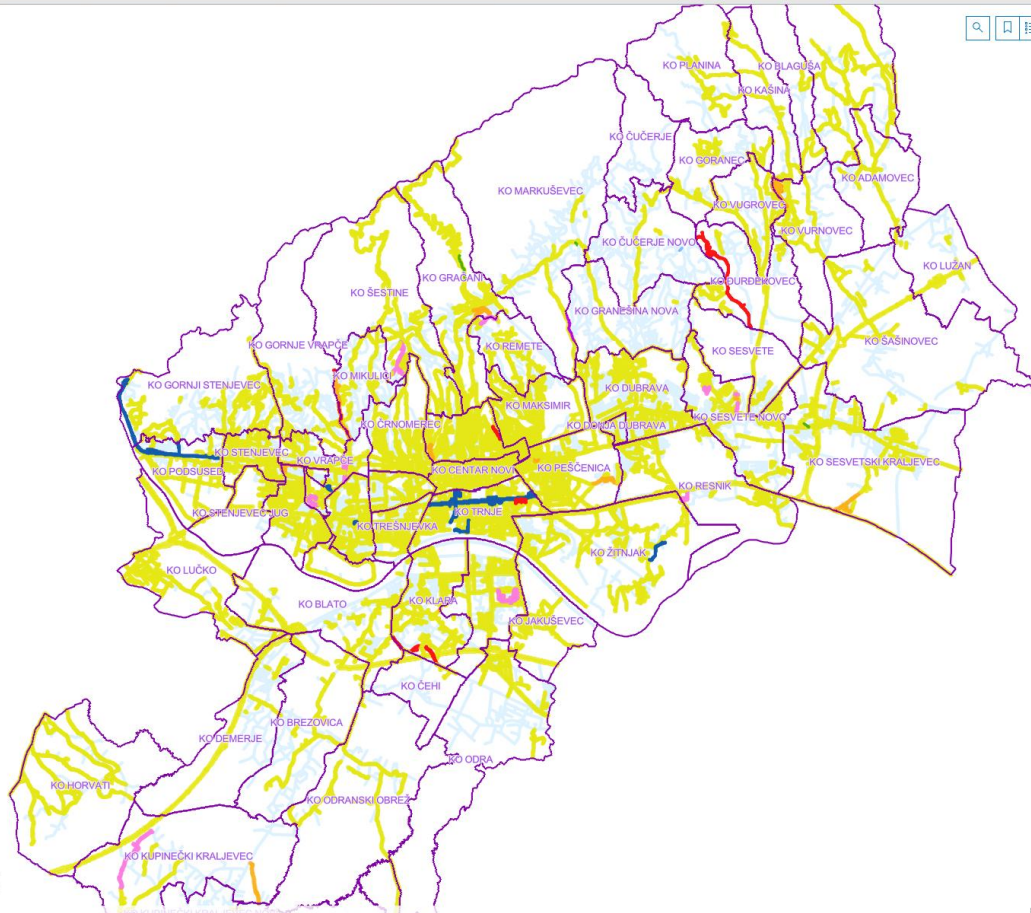 KO PLANINA
KO BLAGUŠA
KO KAŠINA
KO ČUČERJE
KO GORANEC
KO ADAMOVEC
KO MARKUŠEVEC
KO VUGROVEC
KO VURNOVEC
KO ČUČERJE NOVO
KO LUŽAN
KO GRAČANI
KO ĐURĐEKOVEC
KO ŠESTINE
KO GRANEŠINA NOVA
KO ŠAŠINOVEC
KO GORNJE VRAPČE
KO REMETE
KO SESVETE
KO MIKULIĆI
KO GORNJI STENJEVEC
KO DUBRAVA
KO MAKSIMIR
KO SESVETE NOVO
KO ČRNOMEREC
KO DONJA DUBRAVA
KO STENJEVEC
KO VRAPČE
KO SESVETSKI KRALJEVEC
KO PODSUSED
KO CENTAR NOVI
KO PEŠČENICA
KO RESNIK
KO STENJEVEC JUG
KO TRNJE
KO TREŠNJEVKA
KO ŽITNJAK
KO LUČKO
KO BLATO
KO KLARA
KO JAKUŠEVEC
KO ČEHI
KO BREZOVICA
KO DEMERJE
KO ODRA
KO HORVATI
KO ODRANSKI OBREŽ
KO KUPINEČKI KRALJEVEC